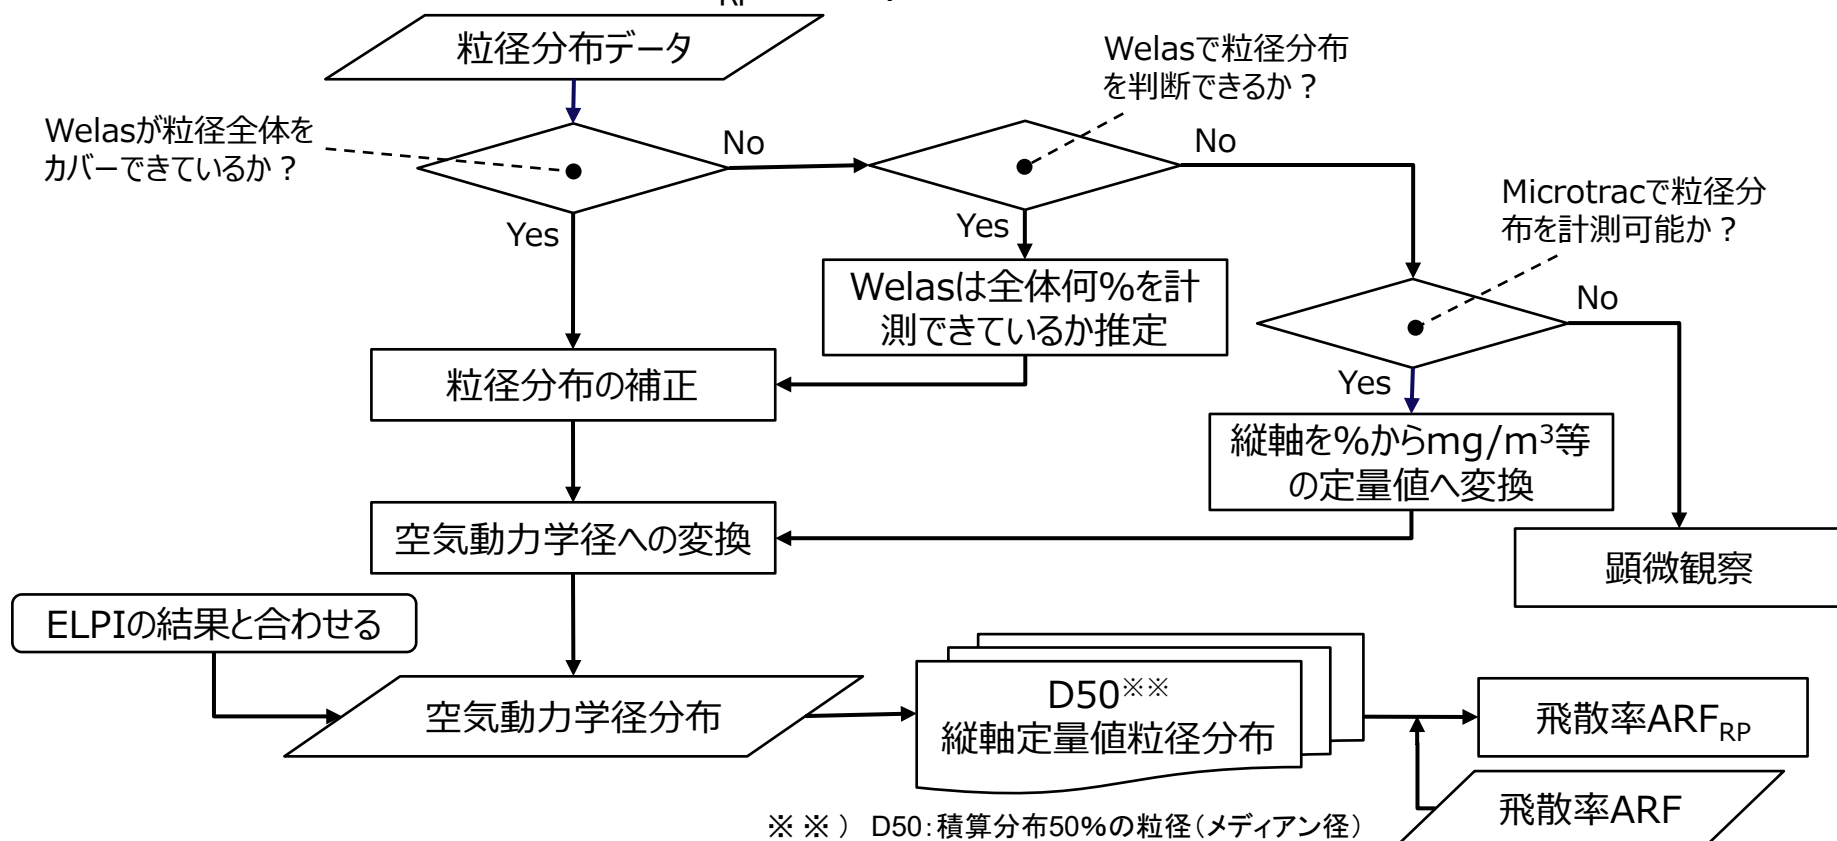 RP
粒径分布データ
Welasで粒径分布
を判断できるか？
Welasが粒径全体を
カバーできているか？
No
No
Microtracで粒径分
布を計測可能か？
Yes
Yes
Welasは全体何%を計
測できているか推定
No
粒径分布の補正
Yes
縦軸を%からmg/m³等
の定量値へ変換
空気動力学径への変換
顕微観察
ELPIの結果と合わせる
空気動力学径分布
D50※※
縦軸定量値粒径分布
飛散率ARFRP
飛散率ARF
※※） D50：積算分布50%の粒径（メディアン径）